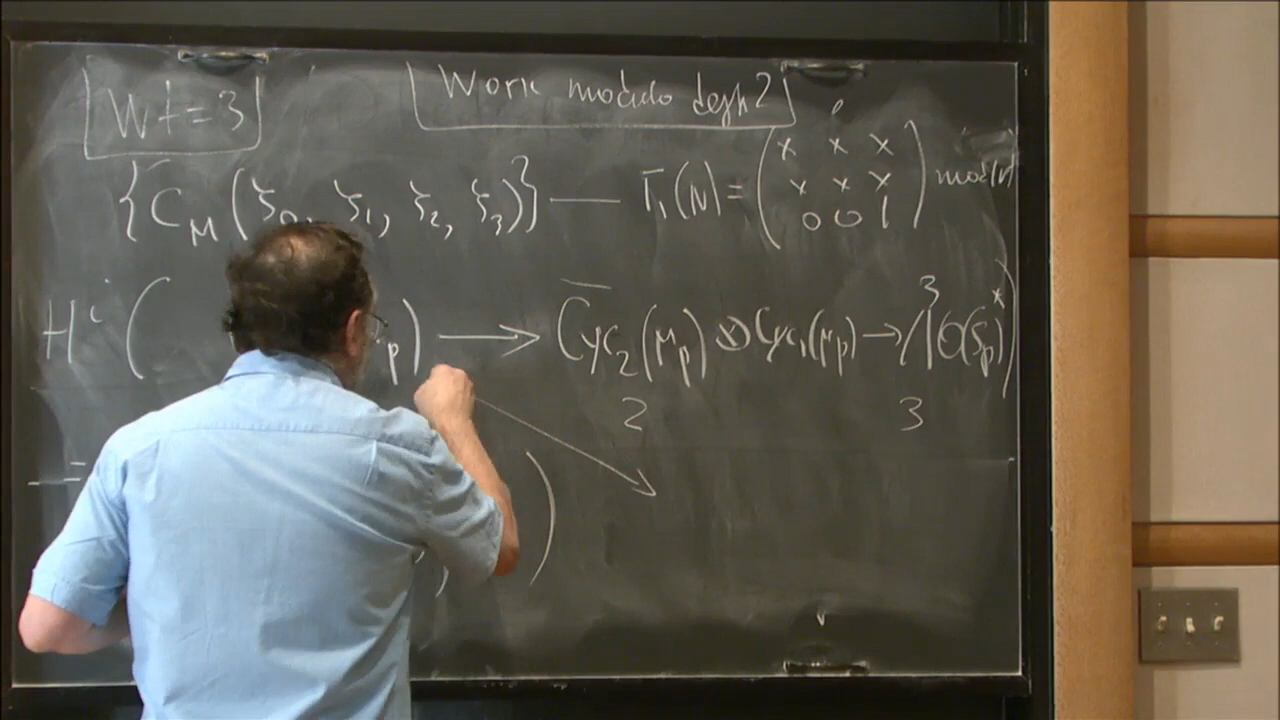 Wt=3
Work modulo depth 2
{C_M(ζ_0, ζ_1, ζ_2, ζ_3)} — Γ_1(N) = ( x x x
x x x
0 0 1 ) mod N
H^i ( p ) → Cyc_2(μ_p) ⊗ Cyc_1(μ_p) → Λ^3 O(S_p)^* )
2 3
=